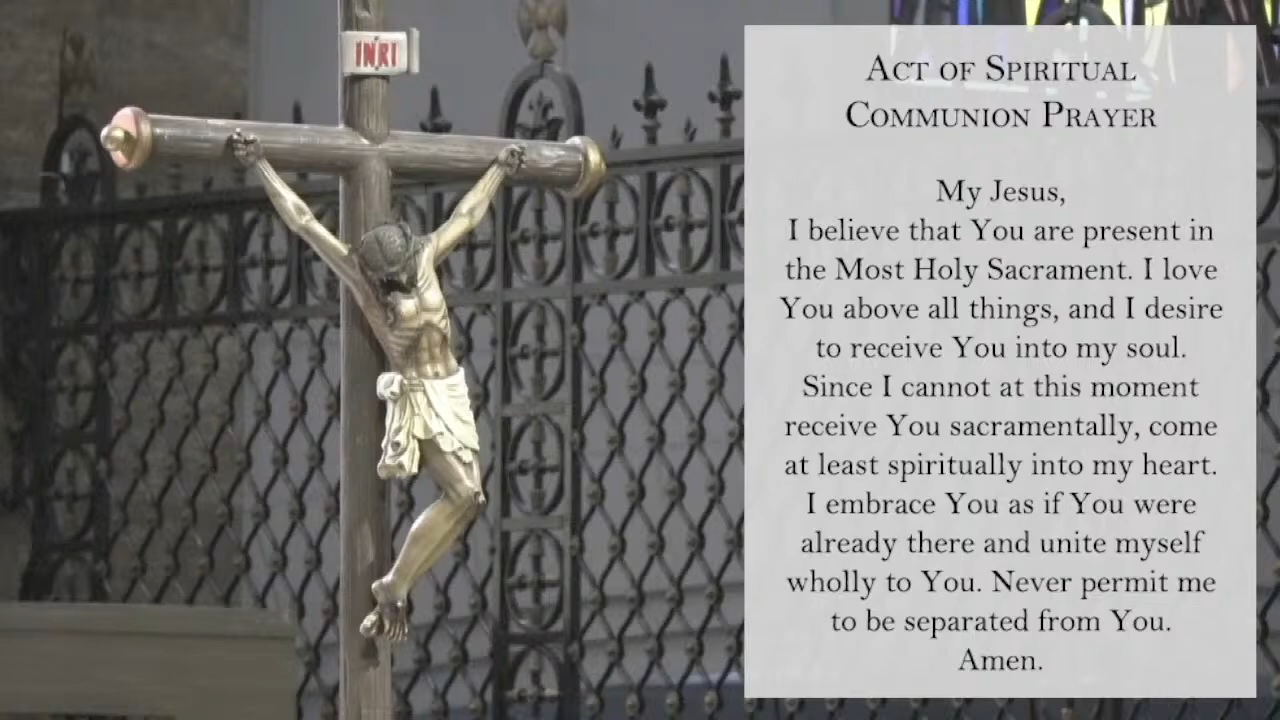 INRI
Act of Spiritual
Communion Prayer
My Jesus,
I believe that You are present in
the Most Holy Sacrament. I love
You above all things, and I desire
to receive You into my soul.
Since I cannot at this moment
receive You sacramentally, come
at least spiritually into my heart.
I embrace You as if You were
already there and unite myself
wholly to You. Never permit me
to be separated from You.
Amen.